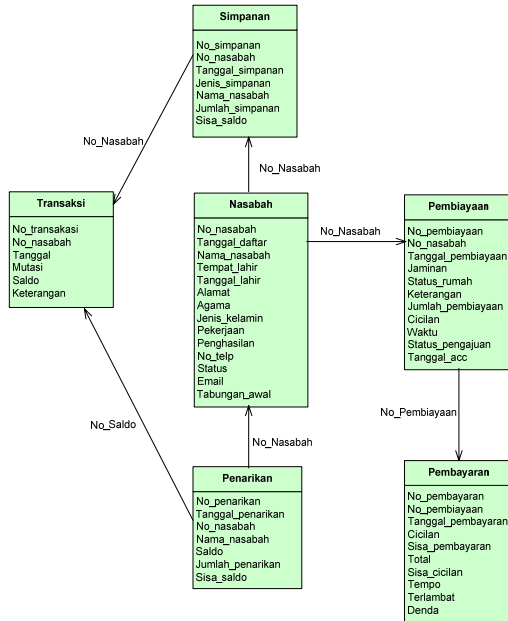 Simpanan
No_simpanan
No_nasabah
Tanggal_simpanan
Jenis_simpanan
Nama_nasabah
Jumlah_simpanan
Sisa_saldo
No_Nasabah
No_Nasabah
Transaksi
No_transakasi
No_nasabah
Tanggal
Mutasi
Saldo
Keterangan
Nasabah
No_nasabah
Tanggal_daftar
Nama_nasabah
Tempat_lahir
Tanggal_lahir
Alamat
Agama
Jenis_kelamin
Pekerjaan
Penghasilan
No_telp
Status
Email
Tabungan_awal
No_Nasabah
Pembiayaan
No_pembiayaan
No_nasabah
Tanggal_pembiayaan
Jaminan
Status_rumah
Keterangan
Jumlah_pembiayaan
Cicilan
Waktu
Status_pengajuan
Tanggal_acc
No_Pembiayaan
No_Saldo
No_Nasabah
Penarikan
No_penarikan
Tanggal_penarikan
No_nasabah
Nama_nasabah
Saldo
Jumlah_penarikan
Sisa_saldo
Pembayaran
No_pembayaran
No_pembiayaan
Tanggal_pembayaran
Cicilan
Sisa_pembayaran
Total
Sisa_cicilan
Tempo
Terlambat
Denda